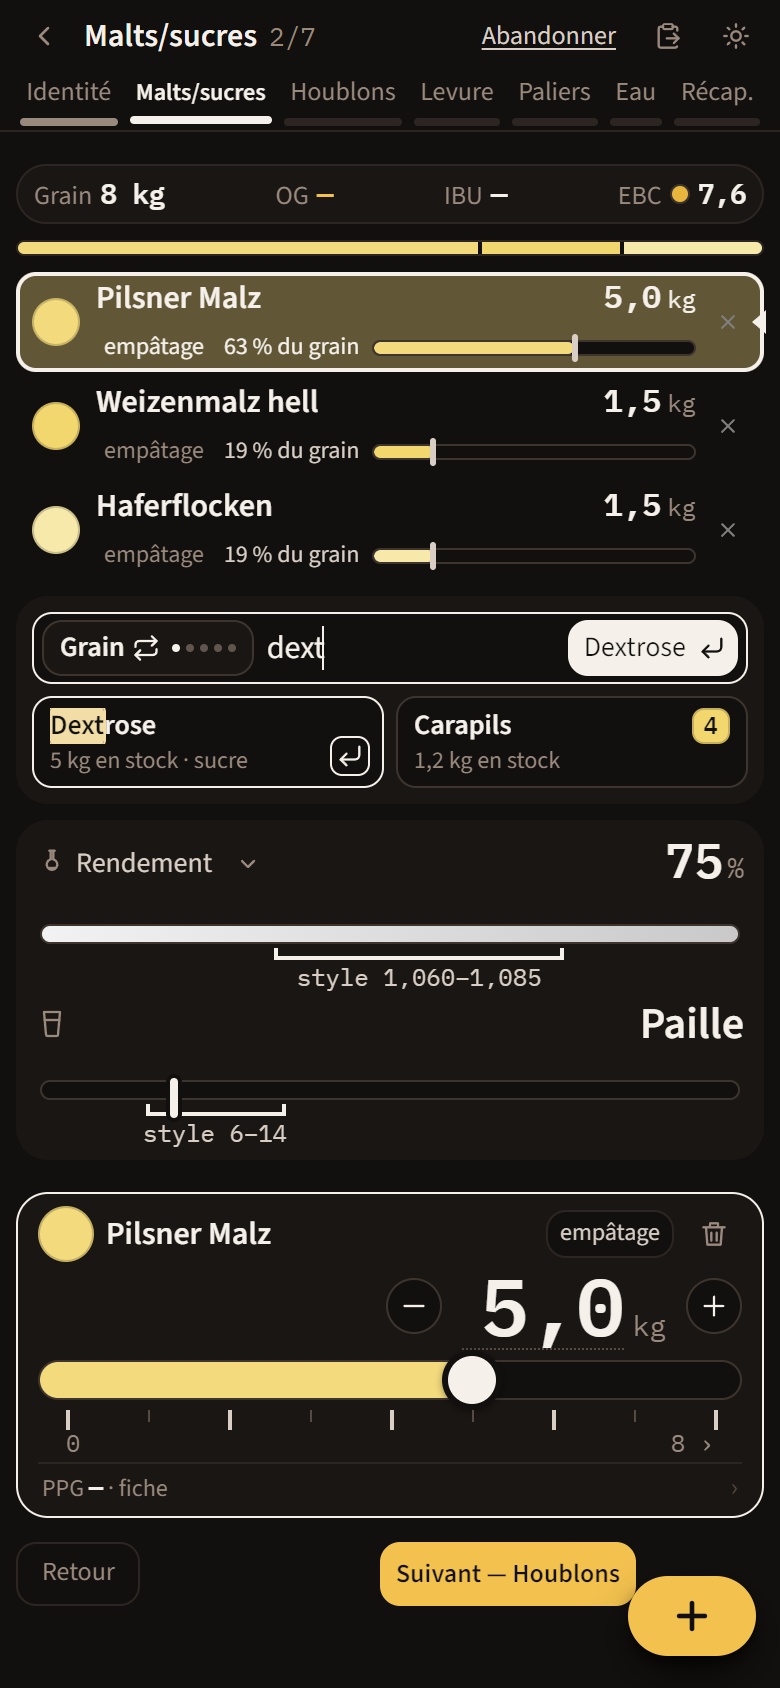 Malts/sucres 2/7 Abandonner
Identité Malts/sucres Houblons Levure Paliers Eau Récap.
Grain 8 kg OG — IBU — EBC 7,6
Pilsner Malz 5,0 kg ×
empâtage 63 % du grain
Weizenmalz hell 1,5 kg ×
empâtage 19 % du grain
Haferflocken 1,5 kg ×
empâtage 19 % du grain
Grain dext Dextrose
Dextrose
5 kg en stock · sucre
Carapils 4
1,2 kg en stock
Rendement 75 %
style 1,060–1,085
Paille
style 6–14
Pilsner Malz empâtage
5,0 kg
0 8 ›
PPG — · fiche ›
Retour Suivant — Houblons